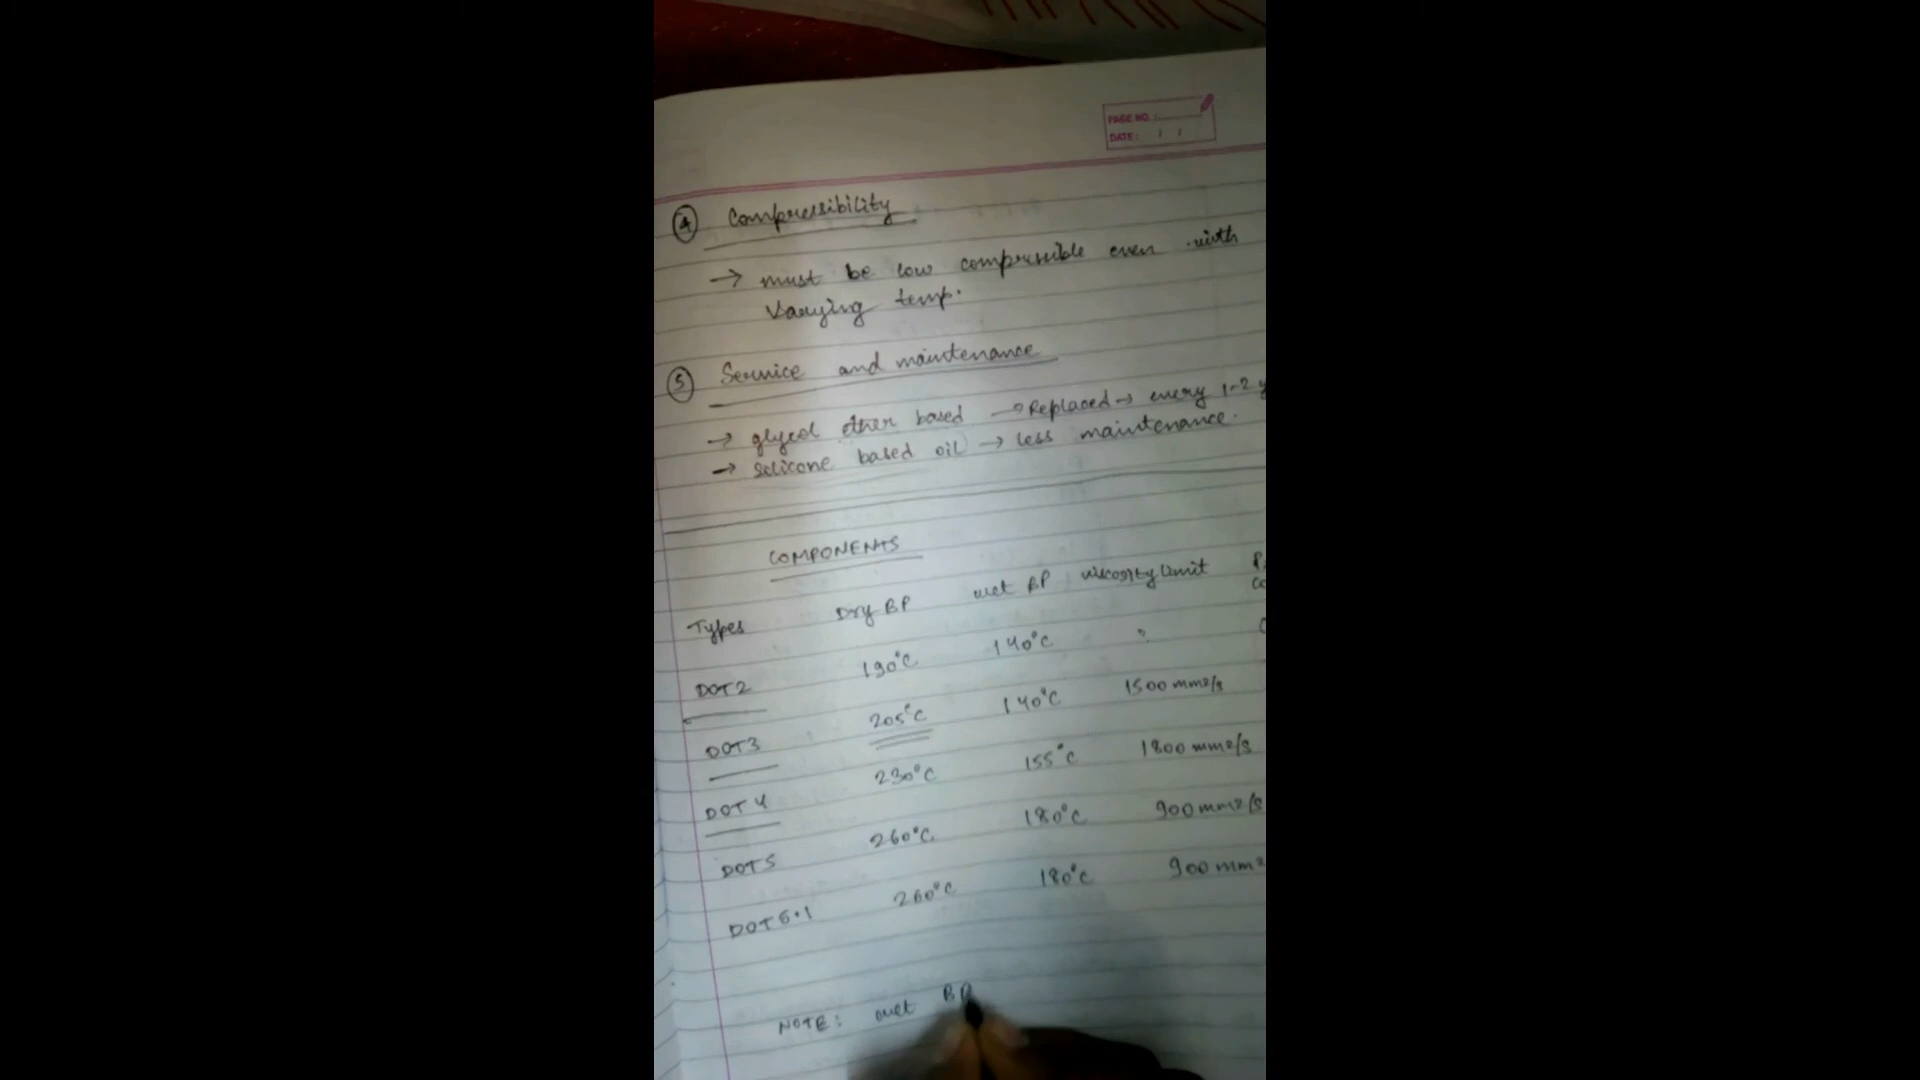 PAGE NO.:
DATE: / /
4 Compressibility
→ must be low compressible even with
varying temp.
5 Service and maintenance
→ glycol ether based → Replaced → every 1-2 y
→ silicone based oil → less maintenance.
COMPONENTS
Types Dry BP wet BP viscosity limit
DOT2 190°C 140°C
DOT3 205°C 140°C 1500 mm2/s
DOT 4 230°C 155°C 1800 mm2/s
DOT5 260°C 180°C 900 mm2/s
DOT 5.1 260°C 180°C 900 mm2
NOTE: wet BP